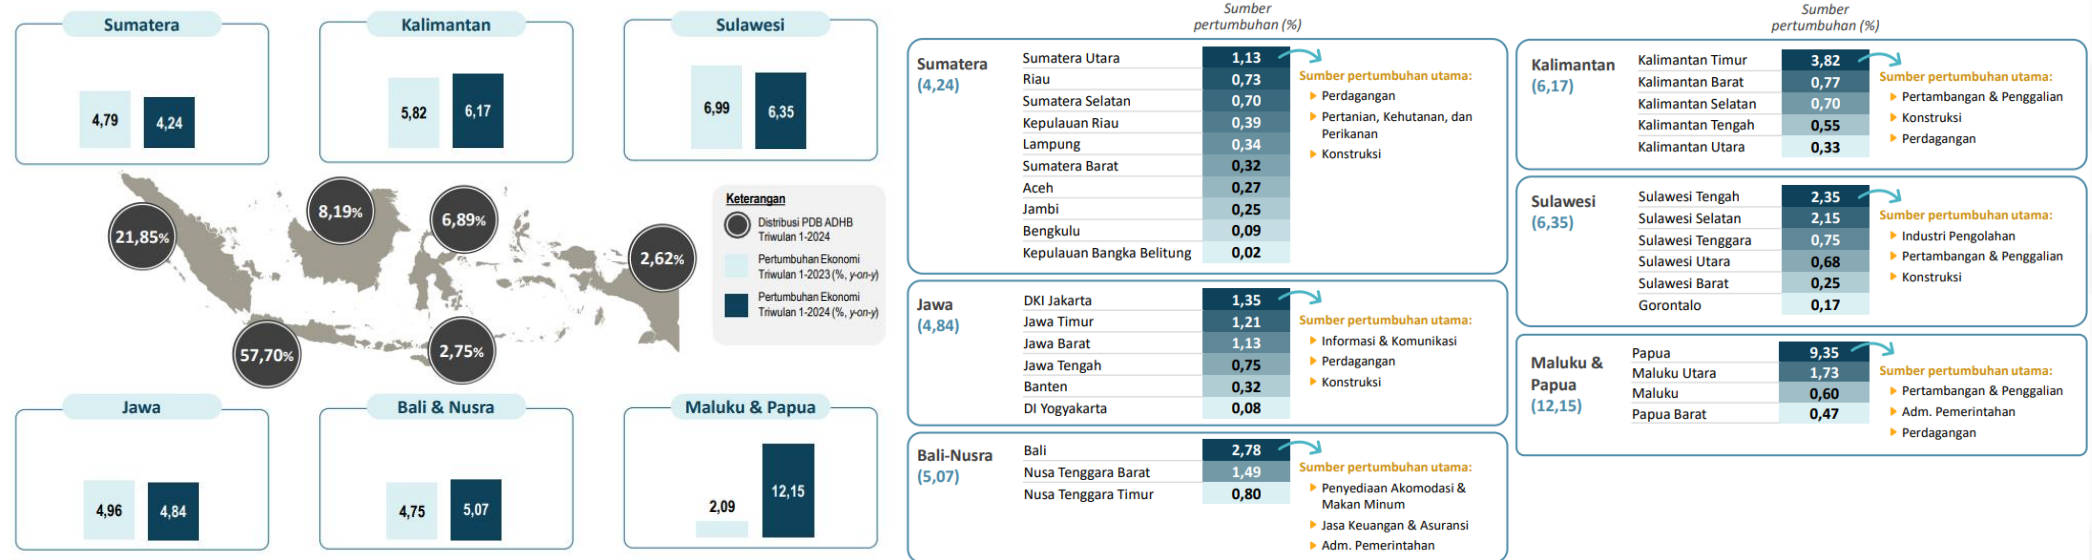 Sumatera
4,79
4,24
Kalimantan
5,82
6,17
Sulawesi
6,99
6,35
21,85%
8,19%
6,89%
2,62%
57,70%
2,75%
Keterangan
Distribusi PDB ADHB
Triwulan 1-2024
Pertumbuhan Ekonomi
Triwulan 1-2023 (%, y-on-y)
Pertumbuhan Ekonomi
Triwulan 1-2024 (%, y-on-y)
Jawa
4,96
4,84
Bali & Nusra
4,75
5,07
Maluku & Papua
2,09
12,15
Sumber
pertumbuhan (%)
Sumatera
(4,24)
Sumatera Utara 1,13
Riau 0,73
Sumatera Selatan 0,70
Kepulauan Riau 0,39
Lampung 0,34
Sumatera Barat 0,32
Aceh 0,27
Jambi 0,25
Bengkulu 0,09
Kepulauan Bangka Belitung 0,02
Sumber pertumbuhan utama:
Perdagangan
Pertanian, Kehutanan, dan
Perikanan
Konstruksi
Jawa
(4,84)
DKI Jakarta 1,35
Jawa Timur 1,21
Jawa Barat 1,13
Jawa Tengah 0,75
Banten 0,32
DI Yogyakarta 0,08
Sumber pertumbuhan utama:
Informasi & Komunikasi
Perdagangan
Konstruksi
Bali-Nusra
(5,07)
Bali 2,78
Nusa Tenggara Barat 1,49
Nusa Tenggara Timur 0,80
Sumber pertumbuhan utama:
Penyediaan Akomodasi &
Makan Minum
Jasa Keuangan & Asuransi
Adm. Pemerintahan
Sumber
pertumbuhan (%)
Kalimantan
(6,17)
Kalimantan Timur 3,82
Kalimantan Barat 0,77
Kalimantan Selatan 0,70
Kalimantan Tengah 0,55
Kalimantan Utara 0,33
Sumber pertumbuhan utama:
Pertambangan & Penggalian
Konstruksi
Perdagangan
Sulawesi
(6,35)
Sulawesi Tengah 2,35
Sulawesi Selatan 2,15
Sulawesi Tenggara 0,75
Sulawesi Utara 0,68
Sulawesi Barat 0,25
Gorontalo 0,17
Sumber pertumbuhan utama:
Industri Pengolahan
Pertambangan & Penggalian
Konstruksi
Maluku &
Papua
(12,15)
Papua 9,35
Maluku Utara 1,73
Maluku 0,60
Papua Barat 0,47
Sumber pertumbuhan utama:
Pertambangan & Penggalian
Adm. Pemerintahan
Perdagangan